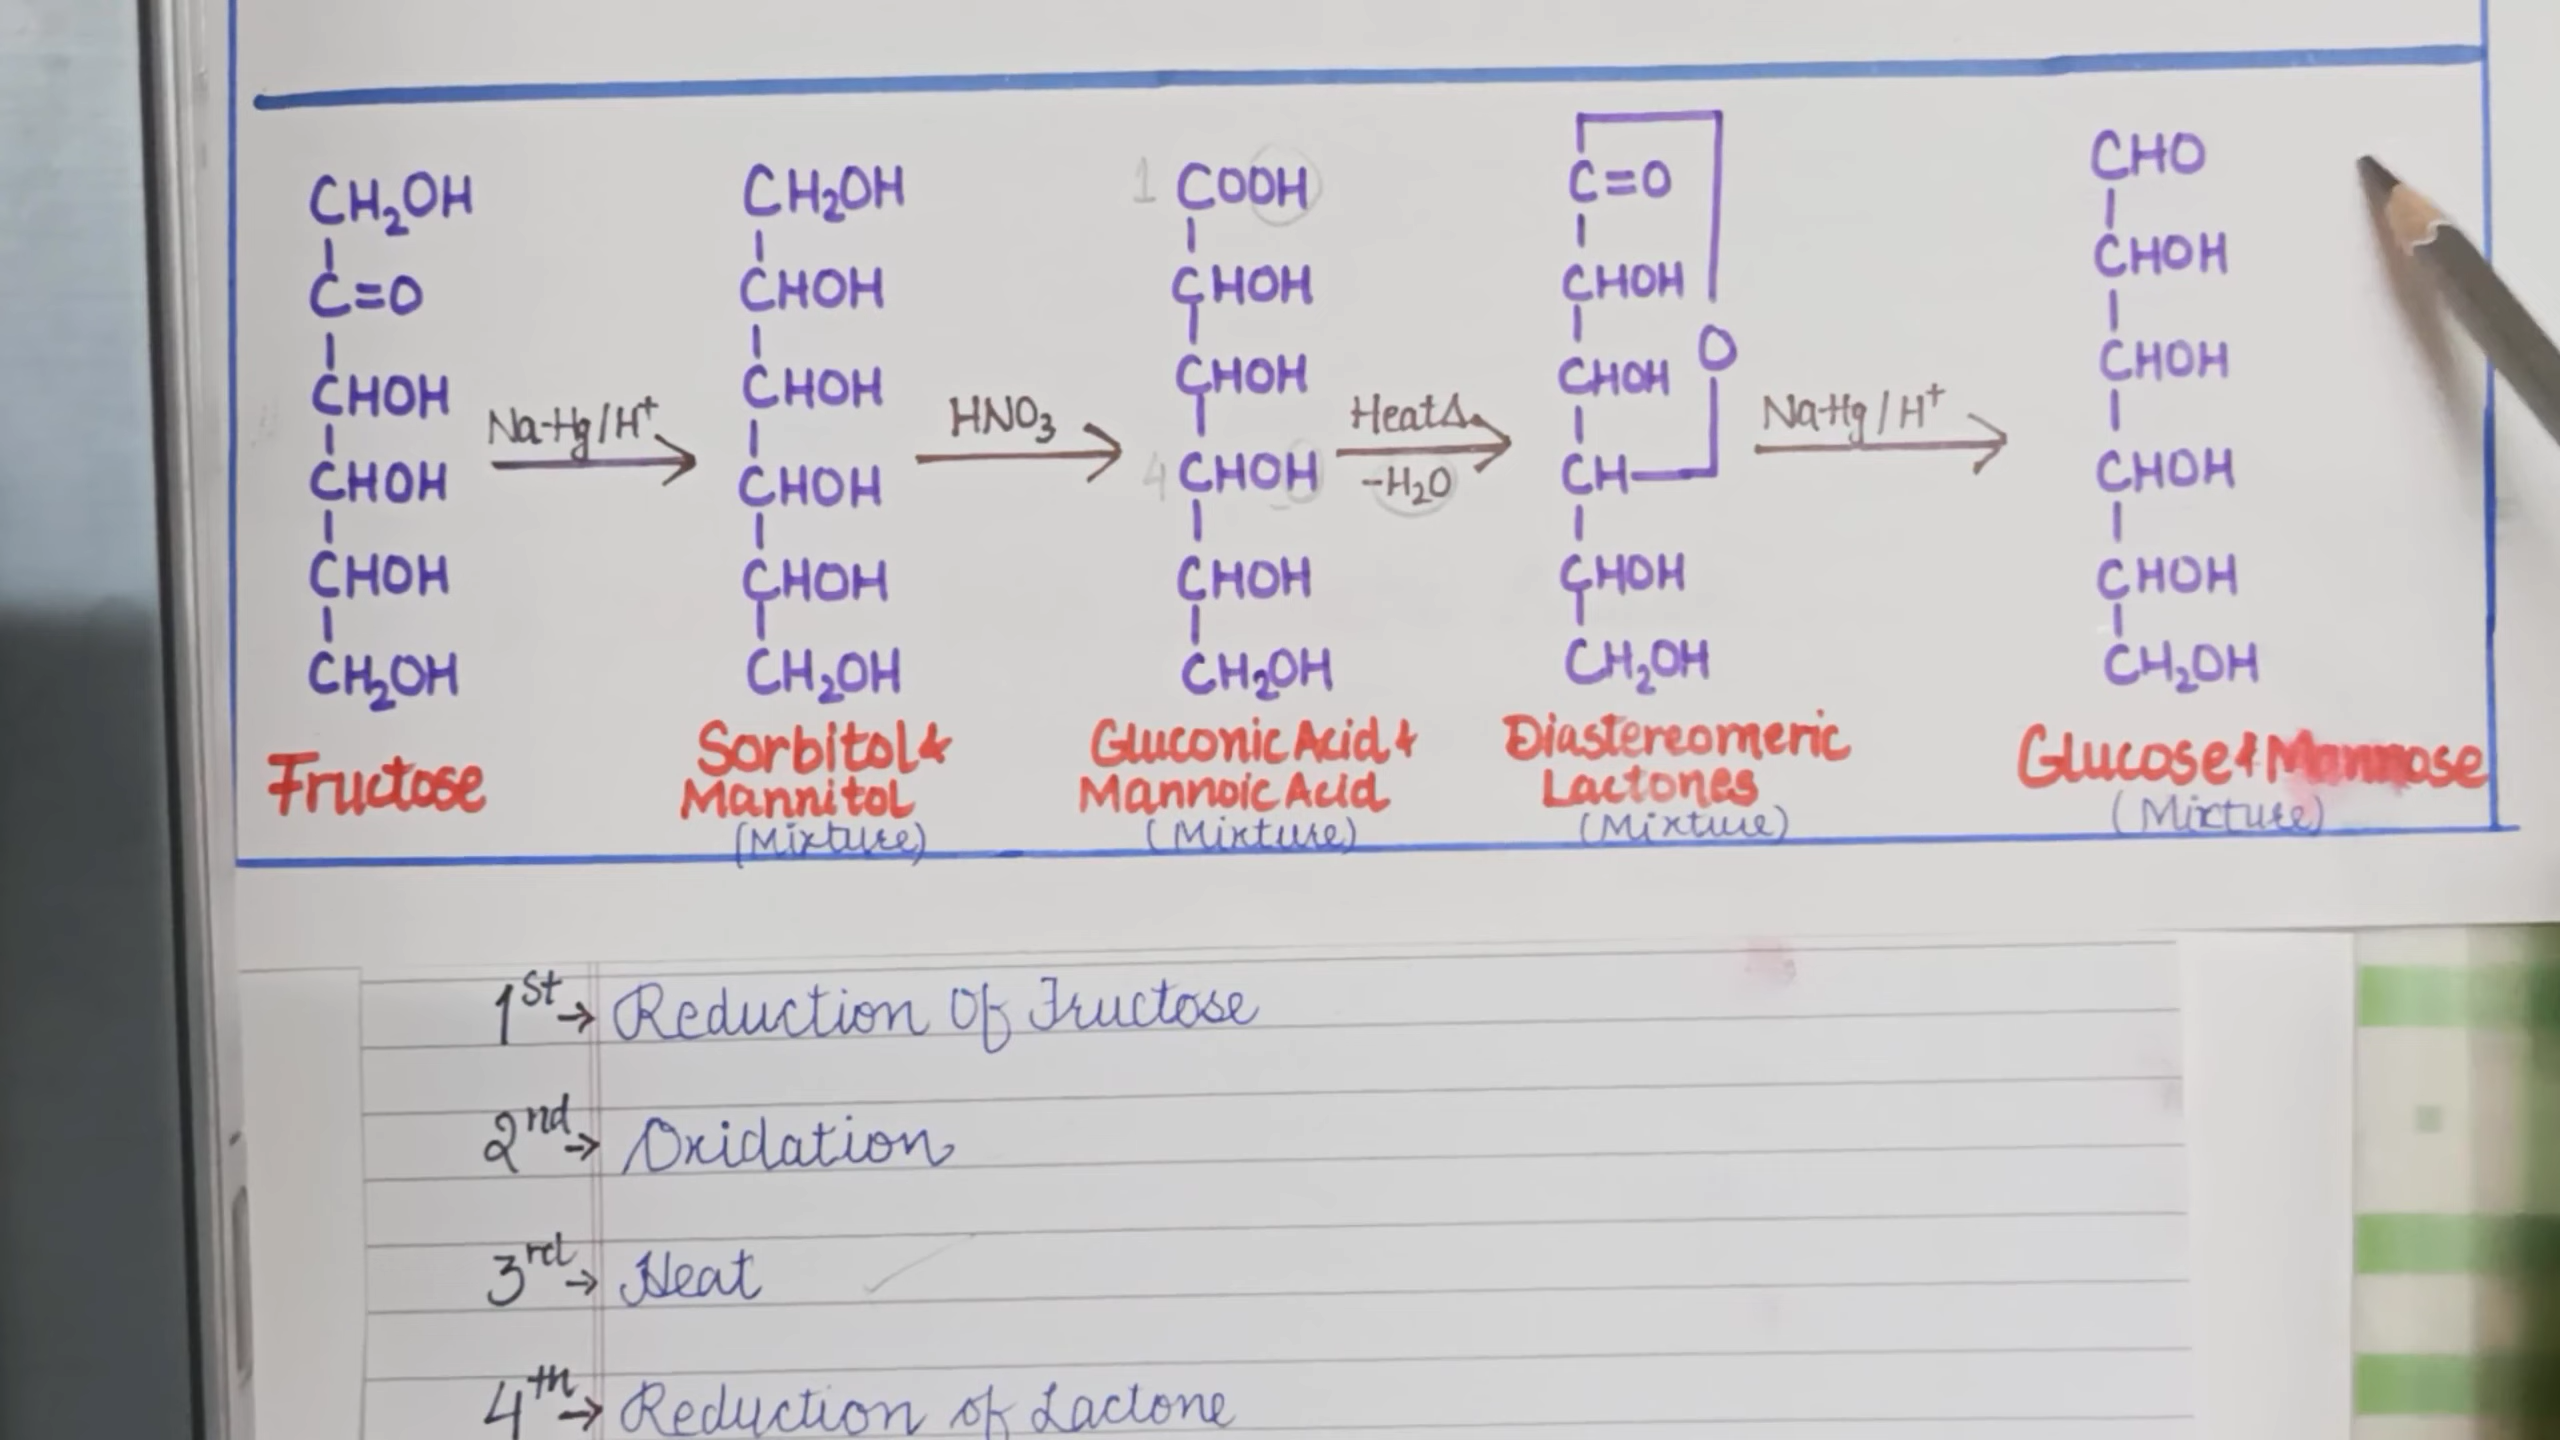 CH2OH
C=O
CHOH
CHOH
CHOH
CH2OH
Fructose
Na-Hg/H+
CH2OH
CHOH
CHOH
CHOH
CHOH
CH2OH
Sorbitol &
Mannitol
(Mixture)
HNO3
1 COOH
CHOH
CHOH
4 CHOH
CHOH
CH2OH
Gluconic Acid &
Mannoic Acid
(Mixture)
Heat Δ
-H2O
C=O
CHOH
CHOH
O
CH
CHOH
CH2OH
Diastereomeric
Lactones
(Mixture)
Na-Hg/H+
CHO
CHOH
CHOH
CHOH
CHOH
CH2OH
Glucose & Mannose
(Mixture)
1st → Reduction Of Fructose
2nd → Oxidation
3rd → Heat
4th → Reduction of Lactone